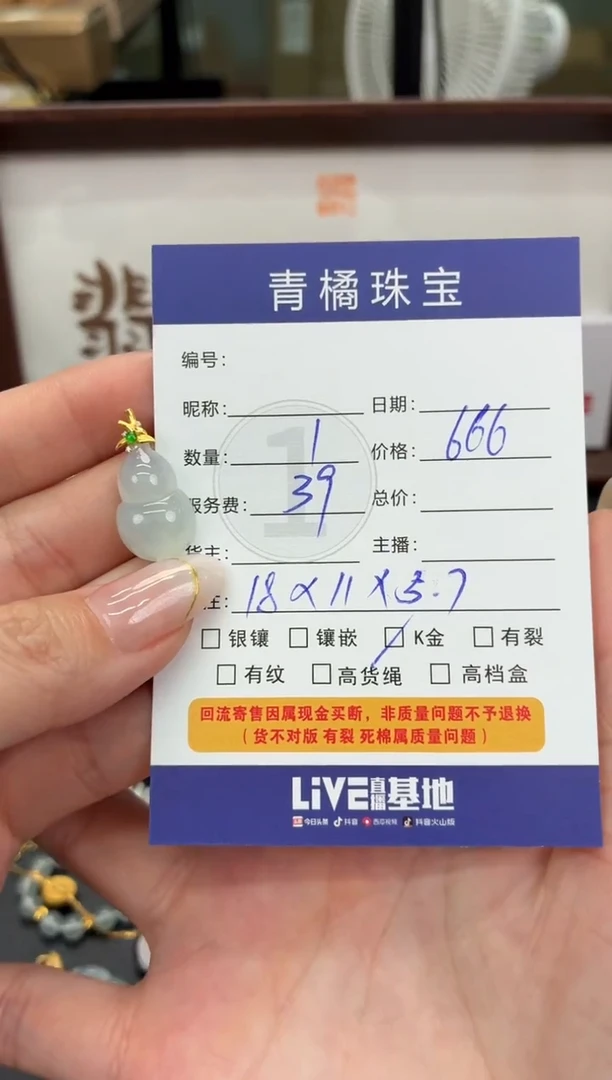 翡
青橘珠宝
编号：
昵称： 日期：
数量： 1 价格： 666
服务费： 39 总价：
货主： 主播：
注： 18×11×3.7
银镶 镶嵌 K金 有裂
有纹 高货绳 高档盒
回流寄售因属现金买断，非质量问题不予退换
（货不对版 有裂 死棉属质量问题）
LIVE直播基地
今日头条 抖音 西瓜视频 抖音火山版